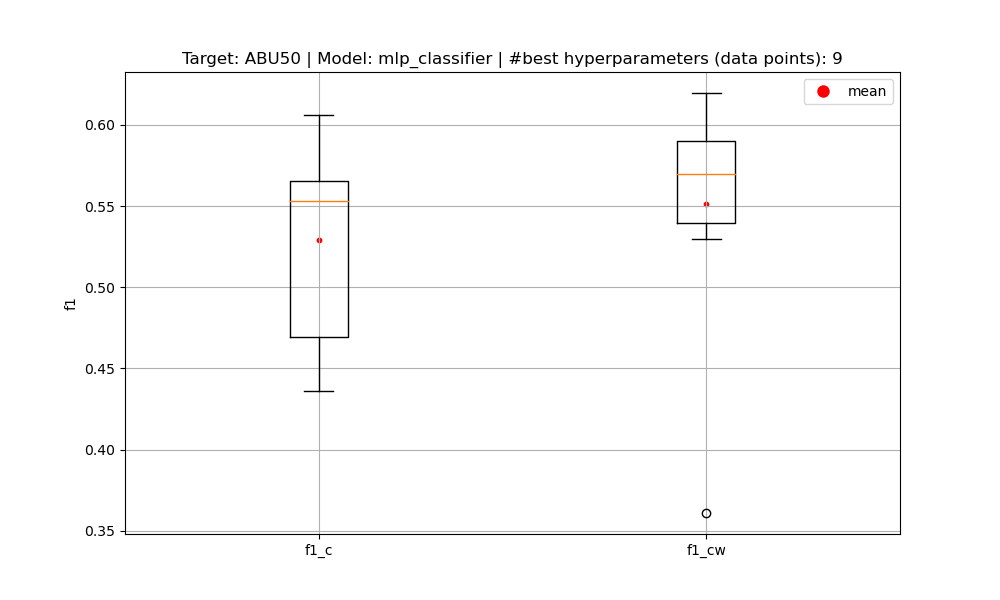 Target: ABU50 | Model: mlp_classifier | #best hyperparameters (data points): 9
mean
0.60
0.55
0.50
0.45
0.40
0.35
f1
f1_c
f1_cw